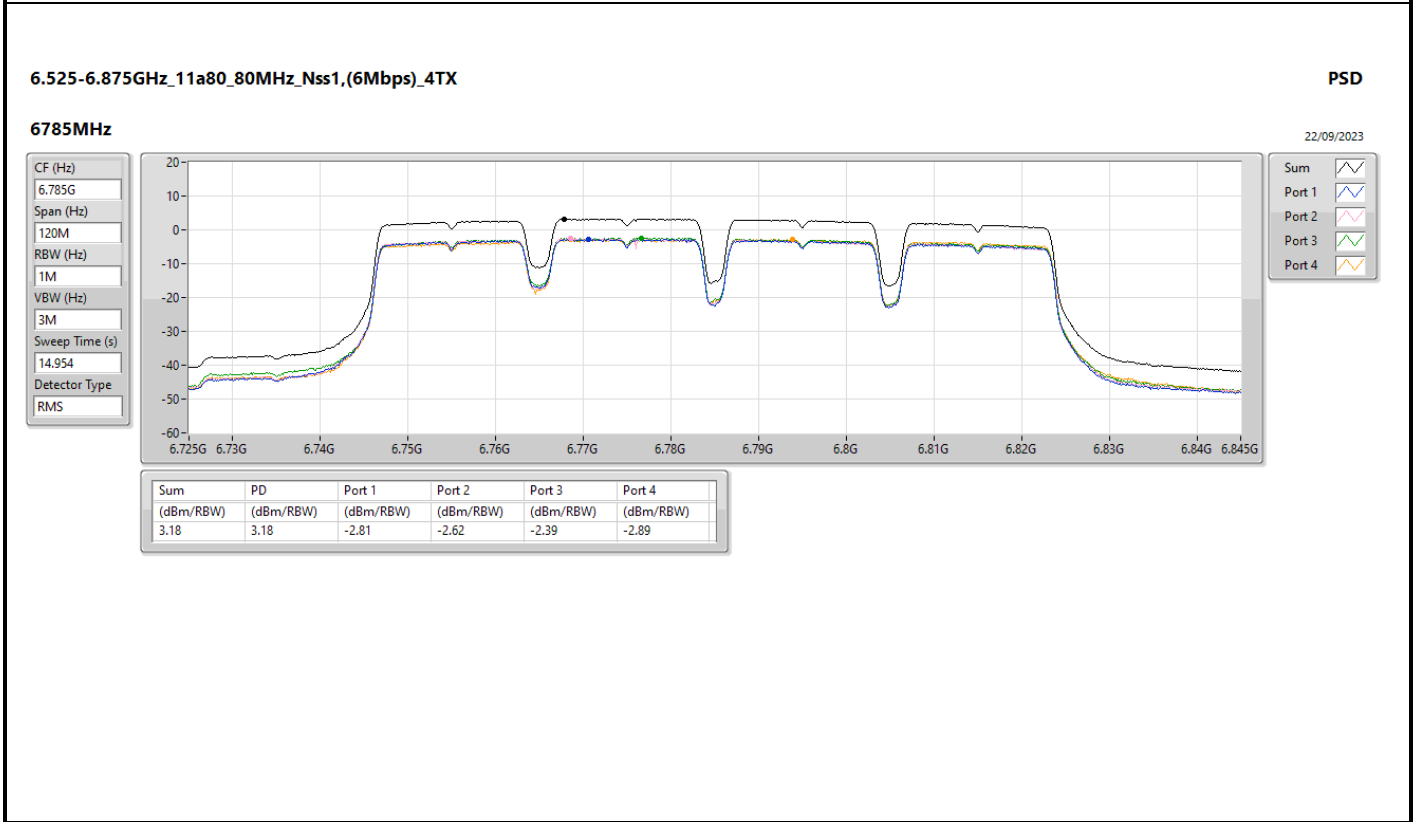 6.525-6.875GHz_11a80_80MHz_Nss1,(6Mbps)_4TX PSD
6785MHz
22/09/2023
CF (Hz)
6.785G
Span (Hz)
120M
RBW (Hz)
1M
VBW (Hz)
3M
Sweep Time (s)
14.954
Detector Type
RMS
20
10
0
-10
-20
-30
-40
-50
-60
6.725G 6.73G 6.74G 6.75G 6.76G 6.77G 6.78G 6.79G 6.8G 6.81G 6.82G 6.83G 6.84G 6.845G
Sum
Port 1
Port 2
Port 3
Port 4
Sum PD Port 1 Port 2 Port 3 Port 4
(dBm/RBW) (dBm/RBW) (dBm/RBW) (dBm/RBW) (dBm/RBW) (dBm/RBW)
3.18 3.18 -2.81 -2.62 -2.39 -2.89